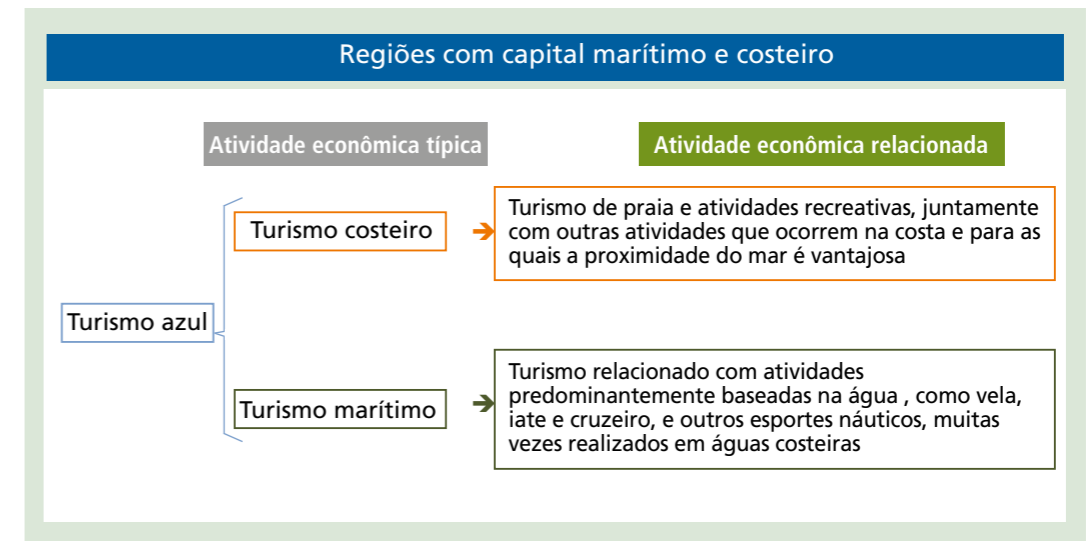 Regiões com capital marítimo e costeiro
Atividade econômica típica
Atividade econômica relacionada
Turismo azul
Turismo costeiro
Turismo de praia e atividades recreativas, juntamente
com outras atividades que ocorrem na costa e para as
quais a proximidade do mar é vantajosa
Turismo marítimo
Turismo relacionado com atividades
predominantemente baseadas na água , como vela,
iate e cruzeiro, e outros esportes náuticos, muitas
vezes realizados em águas costeiras